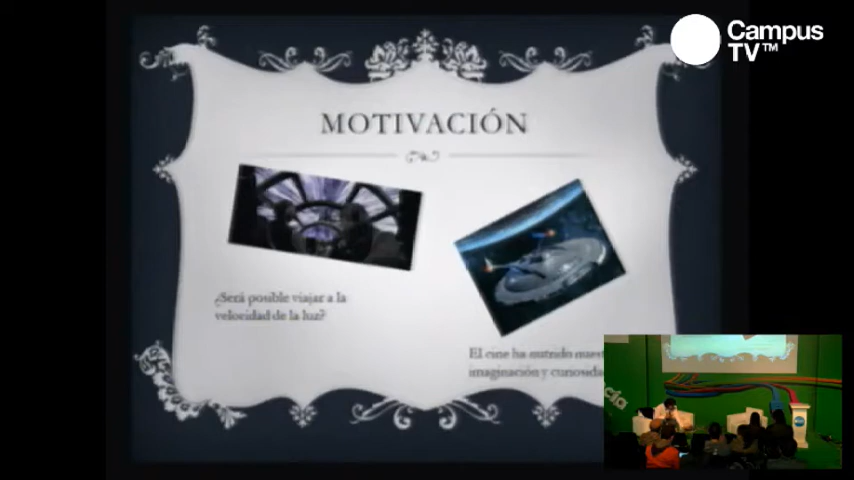 Campus
TV™
MOTIVACIÓN
¿Será posible viajar a la
velocidad de la luz?
El cine ha nutrido
imaginación y